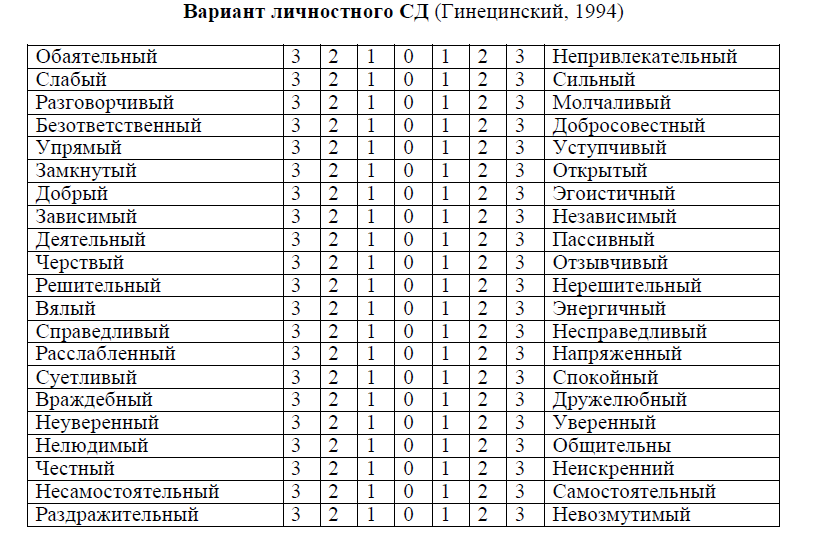 Вариант личностного СД (Гинецинский, 1994)
Обаятельный 3 2 1 0 1 2 3 Непривлекательный
Слабый 3 2 1 0 1 2 3 Сильный
Разговорчивый 3 2 1 0 1 2 3 Молчаливый
Безответственный 3 2 1 0 1 2 3 Добросовестный
Упрямый 3 2 1 0 1 2 3 Уступчивый
Замкнутый 3 2 1 0 1 2 3 Открытый
Добрый 3 2 1 0 1 2 3 Эгоистичный
Зависимый 3 2 1 0 1 2 3 Независимый
Деятельный 3 2 1 0 1 2 3 Пассивный
Черствый 3 2 1 0 1 2 3 Отзывчивый
Решительный 3 2 1 0 1 2 3 Нерешительный
Вялый 3 2 1 0 1 2 3 Энергичный
Справедливый 3 2 1 0 1 2 3 Несправедливый
Расслабленный 3 2 1 0 1 2 3 Напряженный
Суетливый 3 2 1 0 1 2 3 Спокойный
Враждебный 3 2 1 0 1 2 3 Дружелюбный
Неуверенный 3 2 1 0 1 2 3 Уверенный
Нелюдимый 3 2 1 0 1 2 3 Общительны
Честный 3 2 1 0 1 2 3 Неискренний
Несамостоятельный 3 2 1 0 1 2 3 Самостоятельный
Раздражительный 3 2 1 0 1 2 3 Невозмутимый